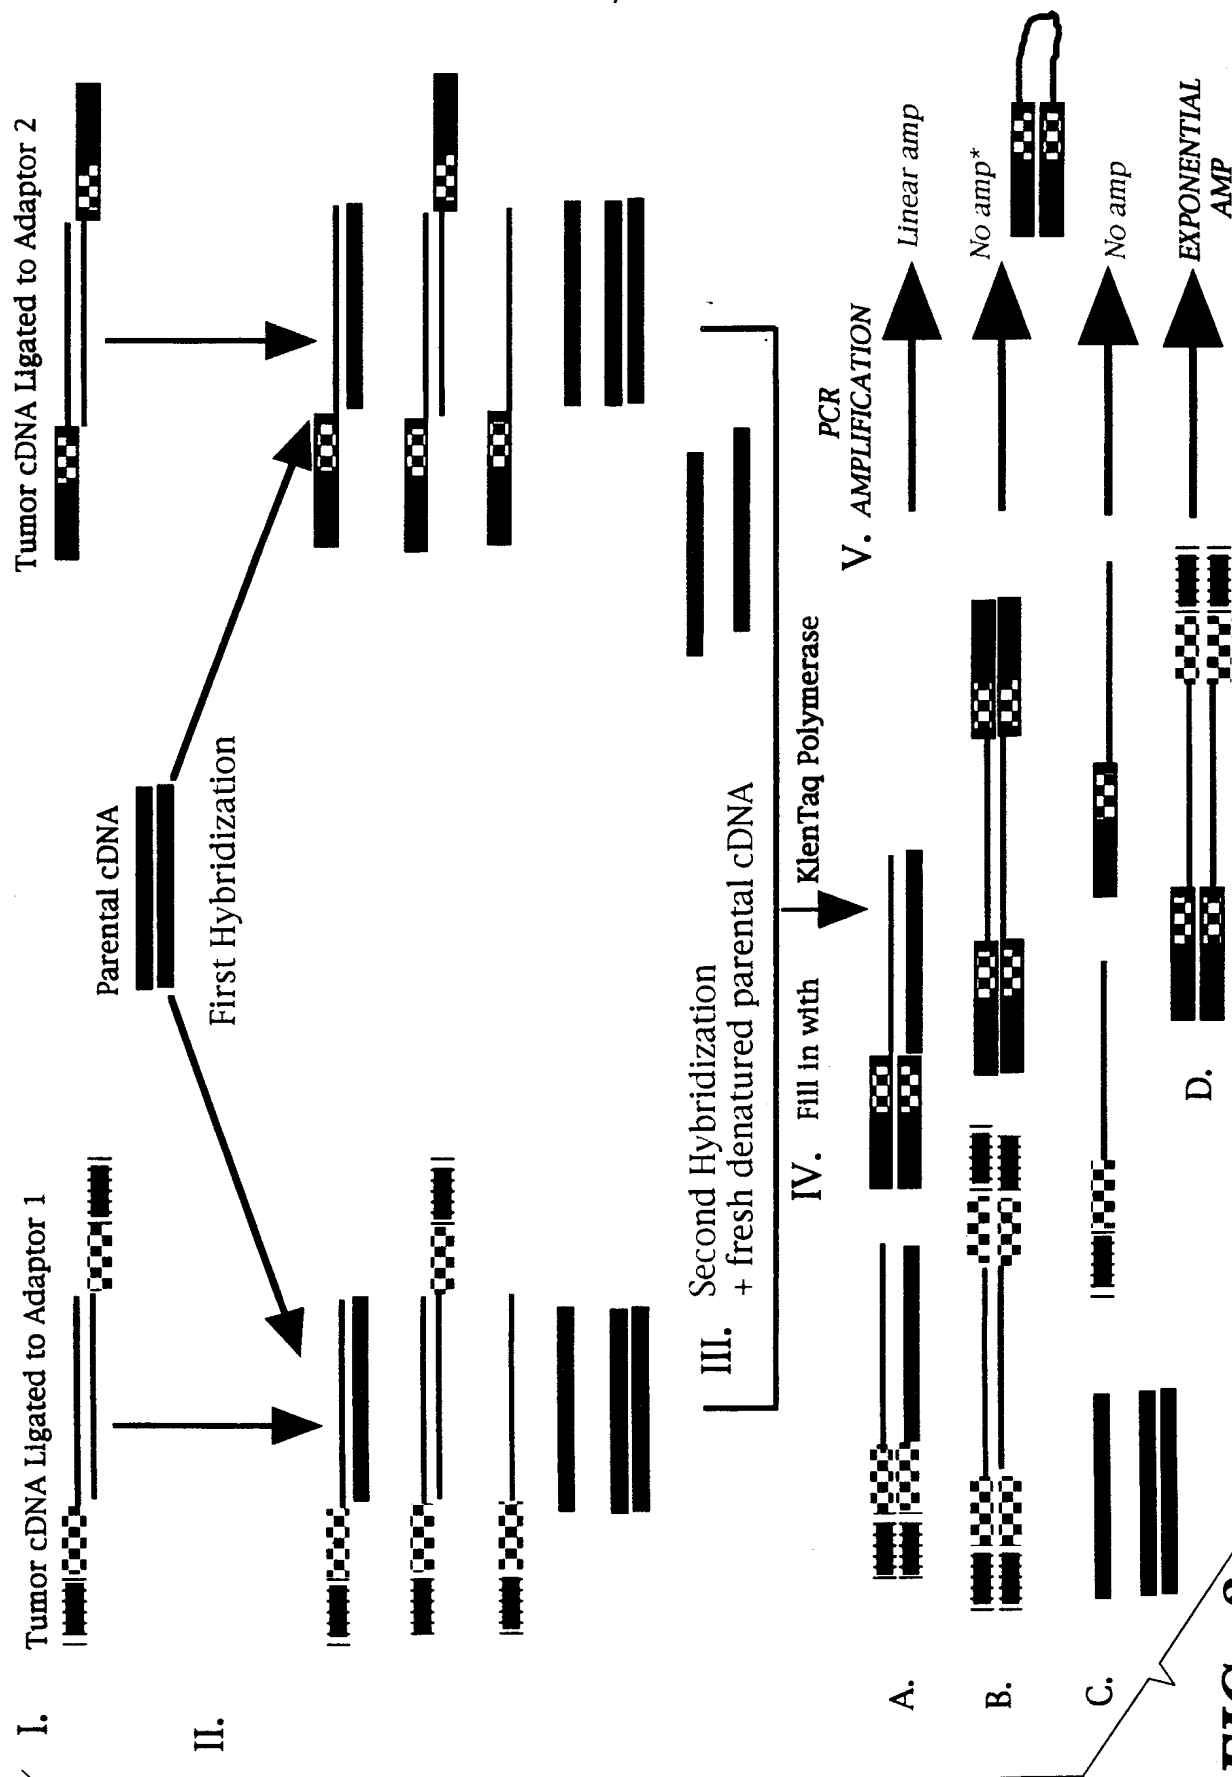 I. Tumor cDNA Ligated to Adaptor 1
Tumor cDNA Ligated to Adaptor 2
Parental cDNA
II.
First Hybridization
III. Second Hybridization
+ fresh denatured parental cDNA
IV. Fill in with KlenTaq Polymerase
V. PCR
AMPLIFICATION
A.
Linear amp
B.
No amp*
C.
No amp
D.
EXPONENTIAL
AMP
FIG.